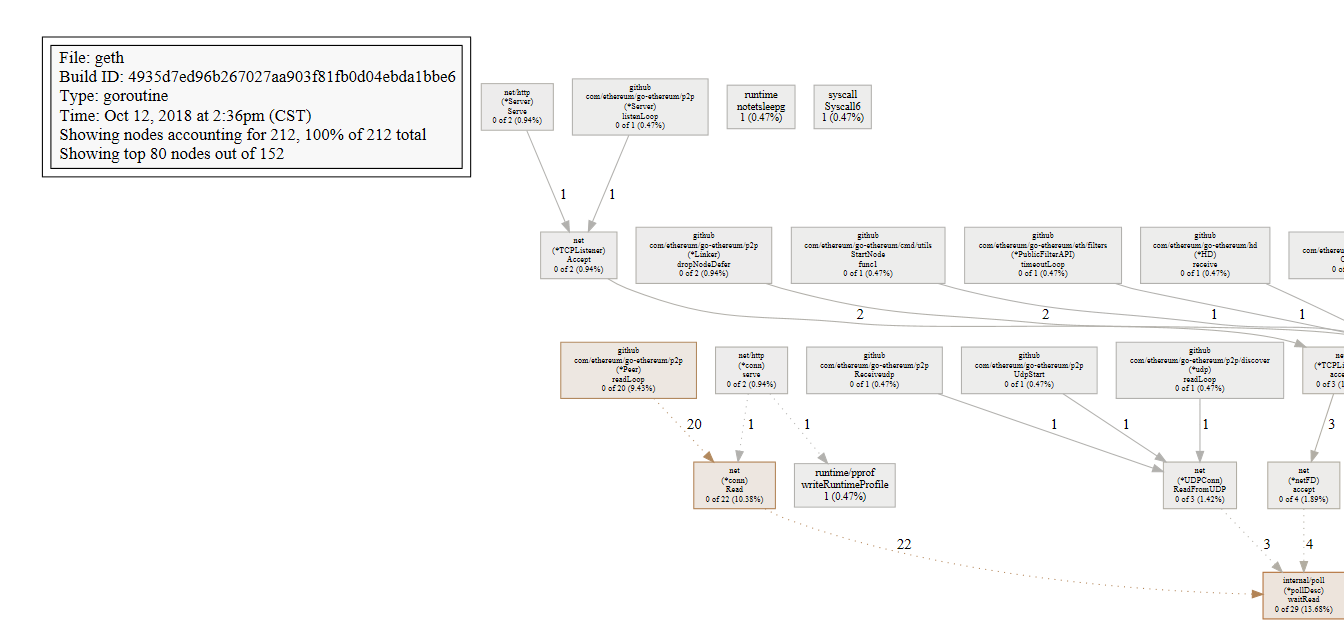 File: geth
Build ID: 4935d7ed96b267027aa903f81fb0d04ebda1bbe6
Type: goroutine
Time: Oct 12, 2018 at 2:36pm (CST)
Showing nodes accounting for 212, 100% of 212 total
Showing top 80 nodes out of 152
net/http
(*Server)
Serve
0 of 2 (0.94%)
github
com/ethereum/go-ethereum/p2p
(*Server)
listenLoop
0 of 1 (0.47%)
runtime
notetsleepg
1 (0.47%)
syscall
Syscall6
1 (0.47%)
1
1
net
(*TCPListener)
Accept
0 of 2 (0.94%)
github
com/ethereum/go-ethereum/p2p
(*Linker)
dropNodeDefer
0 of 2 (0.94%)
github
com/ethereum/go-ethereum/cmd/utils
StartNode
func1
0 of 1 (0.47%)
github
com/ethereum/go-ethereum/eth/filters
(*PublicFilterAPI)
timeoutLoop
0 of 1 (0.47%)
github
com/ethereum/go-ethereum/hd
(*HD)
receive
0 of 1 (0.47%)
2
2
1
1
github
com/ethereum/go-ethereum/p2p
(*Peer)
readLoop
0 of 20 (9.43%)
net/http
(*conn)
serve
0 of 2 (0.94%)
github
com/ethereum/go-ethereum/p2p
Receiveudp
0 of 1 (0.47%)
github
com/ethereum/go-ethereum/p2p
UdpStart
0 of 1 (0.47%)
github
com/ethereum/go-ethereum/p2p/discover
(*udp)
readLoop
0 of 1 (0.47%)
0 of 3
20
1
1
1
1
1
3
net
(*conn)
Read
0 of 22 (10.38%)
runtime/pprof
writeRuntimeProfile
1 (0.47%)
net
(*UDPConn)
ReadFromUDP
0 of 3 (1.42%)
net
(*netFD)
accept
0 of 4 (1.89%)
22
3
4
internal/poll
(*pollDesc)
waitRead
0 of 29 (13.68%)